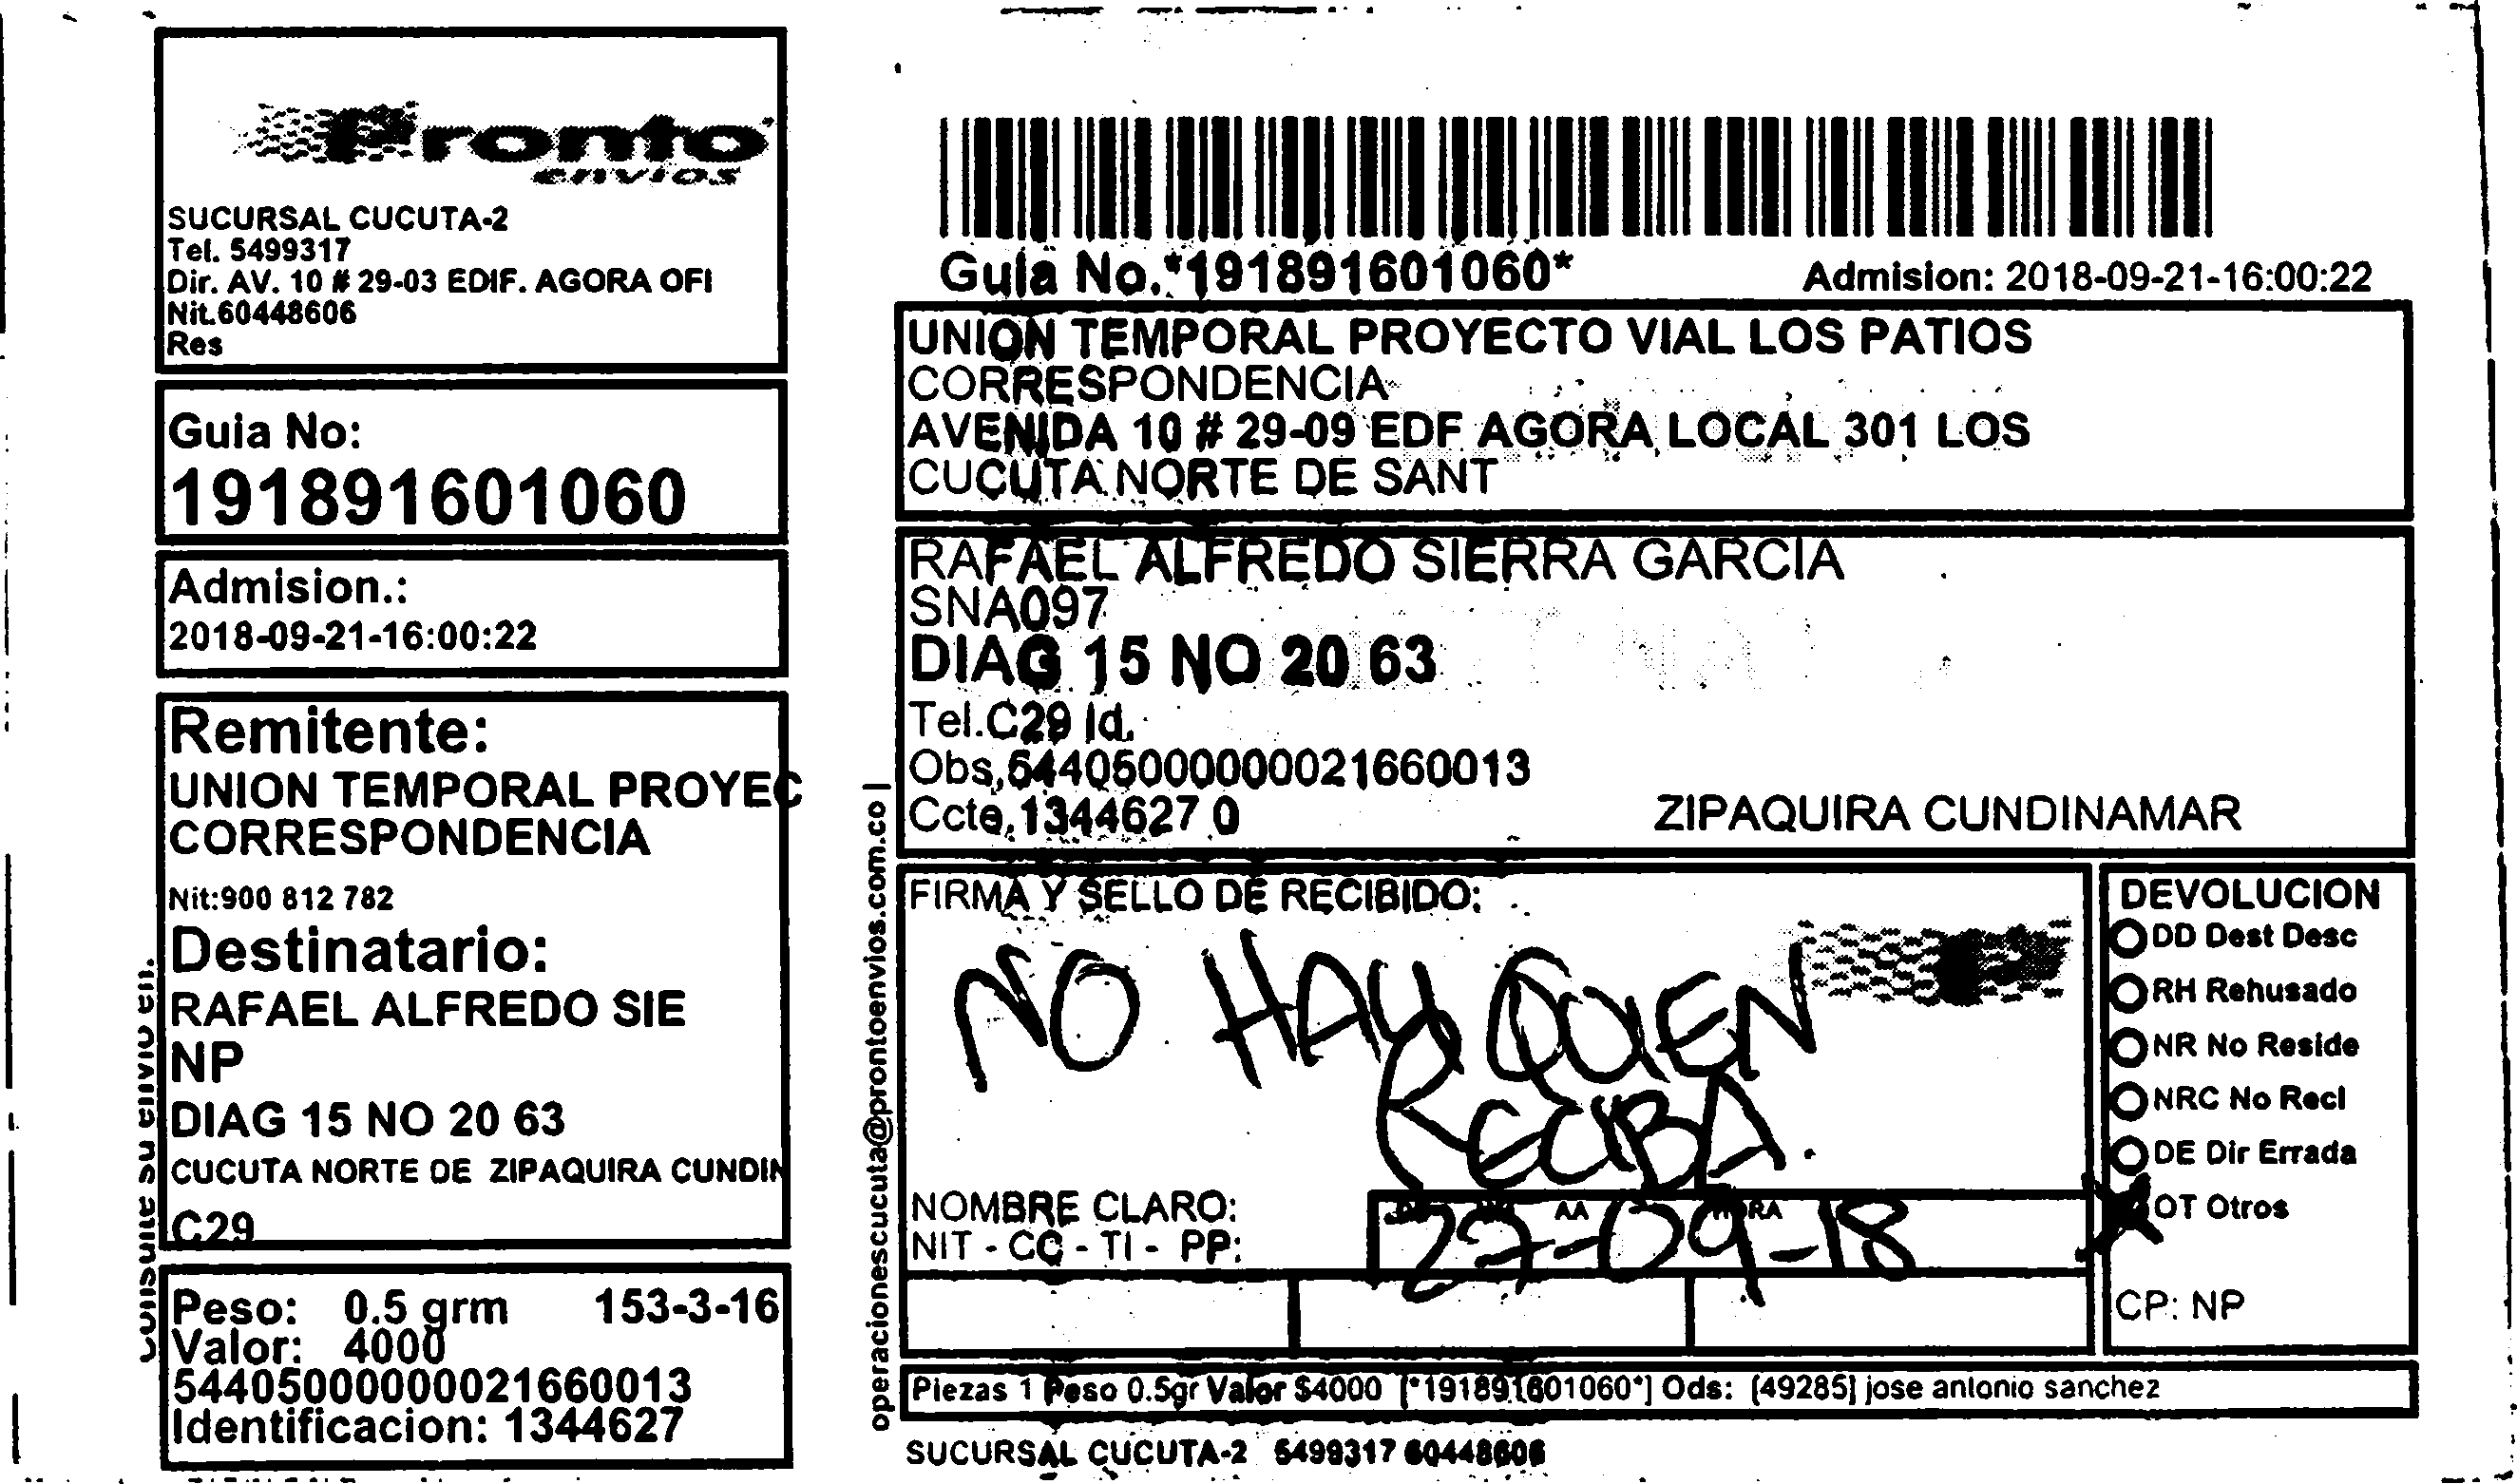 Pronto
envios
SUCURSAL CUCUTA-2
Tel. 5499317
Dir. AV. 10 # 29-03 EDIF. AGORA OFI
Nit.60448606
Res
Guia No:
191891601060
Admision.:
2018-09-21-16:00:22
Remitente:
UNION TEMPORAL PROYEC
CORRESPONDENCIA
Nit:900 812 782
Destinatario:
RAFAEL ALFREDO SIE
NP
DIAG 15 NO 20 63
CUCUTA NORTE DE ZIPAQUIRA CUNDIN
C29
Peso: 0.5 grm 153-3-16
Valor: 4000
544050000000021660013
Identificacion: 1344627
Consulte su envio en.
operacionescucuta@prontoenvios.com.co |
Guia No.*191891601060*
Admision: 2018-09-21-16:00:22
UNION TEMPORAL PROYECTO VIAL LOS PATIOS
CORRESPONDENCIA
AVENIDA 10 # 29-09 EDF AGORA LOCAL 301 LOS
CUCUTA NORTE DE SANT
RAFAEL ALFREDO SIERRA GARCIA
SNA097
DIAG 15 NO 20 63
Tel.C29 Id.
Obs,544050000000021660013
Ccte,1344627 0 ZIPAQUIRA CUNDINAMAR
FIRMA Y SELLO DE RECIBIDO:
NO HAY QUIEN
RECIBA.
NOMBRE CLARO:
NIT - CC - TI - PP:
AA HORA
27-09-18
DEVOLUCION
DD Dest Desc
RH Rehusado
NR No Reside
NRC No Recl
DE Dir Errada
OT Otros
CP: NP
Piezas 1 Peso 0.5gr Valor $4000 [*191891601060*] Ods: [49285] jose antonio sanchez
SUCURSAL CUCUTA-2 5499317 60448606